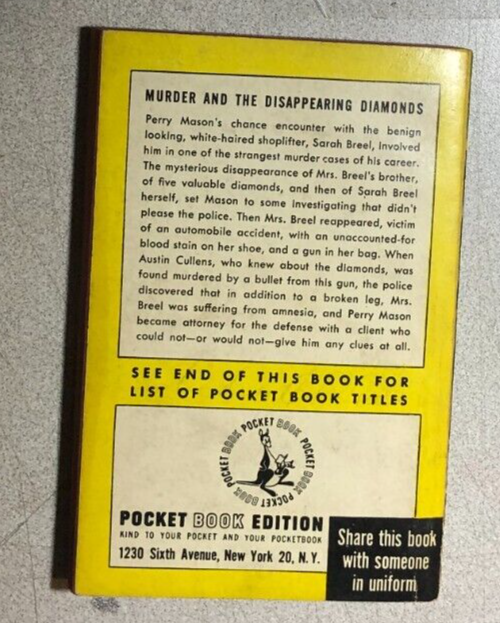 MURDER AND THE DISAPPEARING DIAMONDS
Perry Mason's chance encounter with the benign
looking, white-haired shoplifter, Sarah Breel, involved
him in one of the strangest murder cases of his career.
The mysterious disappearance of Mrs. Breel's brother,
of five valuable diamonds, and then of Sarah Breel
herself, set Mason to some investigating that didn't
please the police. Then Mrs. Breel reappeared, victim
of an automobile accident, with an unaccounted-for
blood stain on her shoe, and a gun in her bag. When
Austin Cullens, who knew about the diamonds, was
found murdered by a bullet from this gun, the police
discovered that in addition to a broken leg, Mrs.
Breel was suffering from amnesia, and Perry Mason
became attorney for the defense with a client who
could not—or would not—give him any clues at all.
SEE END OF THIS BOOK FOR
LIST OF POCKET BOOK TITLES
POCKET BOOK POCKET BOOK POCKET BOOK POCKET BOOK
POCKET BOOK EDITION
KIND TO YOUR POCKET AND YOUR POCKETBOOK
1230 Sixth Avenue, New York 20, N.Y.
Share this book
with someone
in uniform